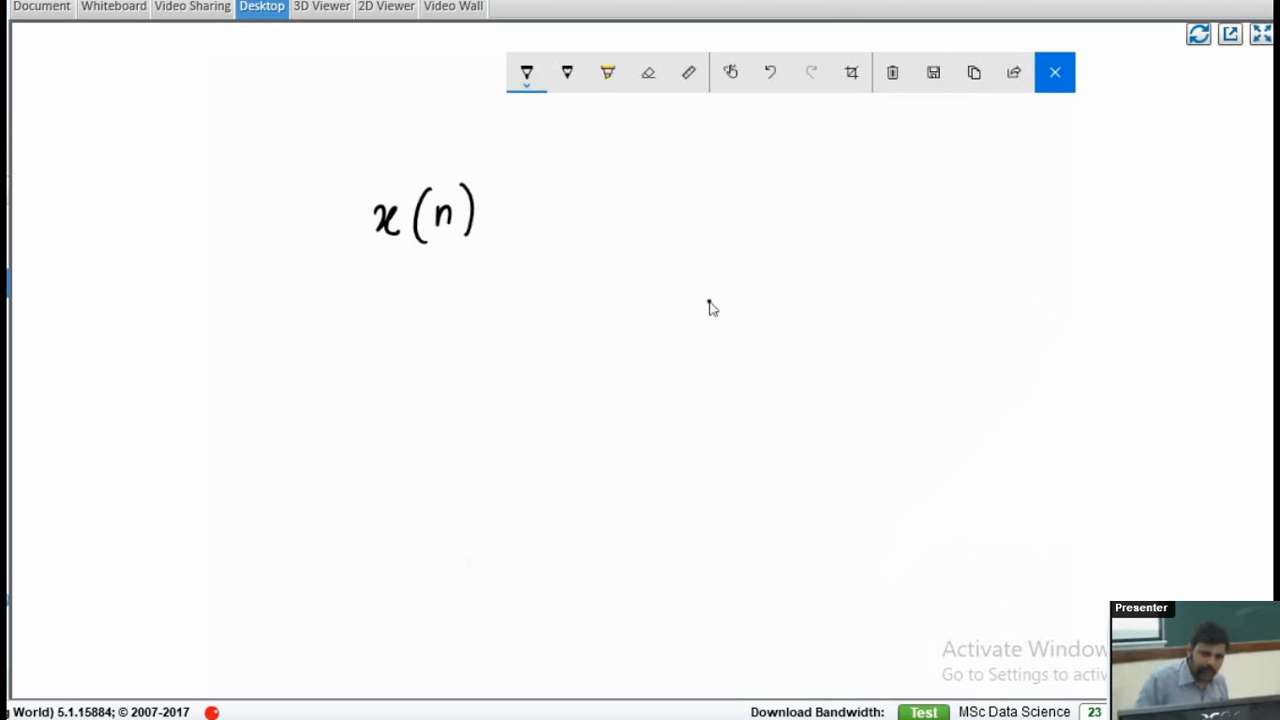 Document Whiteboard Video Sharing Desktop 3D Viewer 2D Viewer Video Wall
x(n)
Presenter
Activate Window
Go to Settings to activ
World) 5.1.15884; © 2007-2017 Download Bandwidth: Test MSc Data Science 23